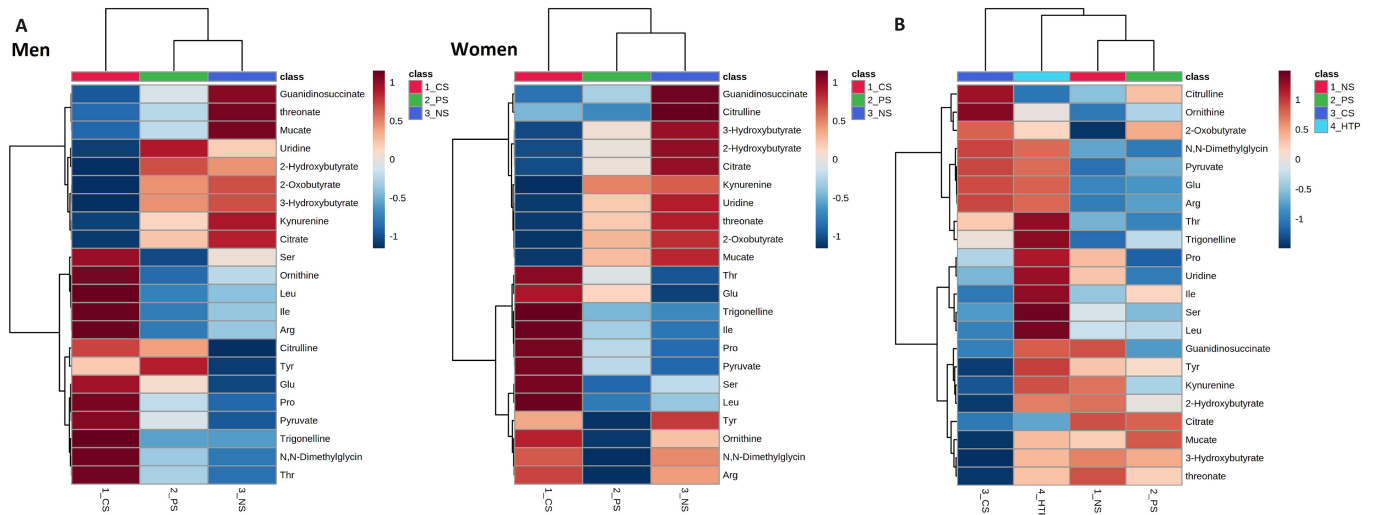 A
Men
class
Guanidinosuccinate
threonate
Mucate
Uridine
2-Hydroxybutyrate
2-Oxobutyrate
3-Hydroxybutyrate
Kynurenine
Citrate
Ser
Ornithine
Leu
Ile
Arg
Citrulline
Tyr
Glu
Pro
Pyruvate
Trigonelline
N,N-Dimethylglycin
Thr
1_CS
2_PS
3_NS
1
0.5
0
-0.5
-1
class
1_CS
2_PS
3_NS
Women
class
Guanidinosuccinate
Citrulline
3-Hydroxybutyrate
2-Hydroxybutyrate
Citrate
Kynurenine
Uridine
threonate
2-Oxobutyrate
Mucate
Thr
Glu
Trigonelline
Ile
Pro
Pyruvate
Ser
Leu
Tyr
Ornithine
N,N-Dimethylglycin
Arg
1_CS
2_PS
3_NS
1
0.5
0
-0.5
-1
class
1_CS
2_PS
3_NS
B
class
Citrulline
Ornithine
2-Oxobutyrate
N,N-Dimethylglycin
Pyruvate
Glu
Arg
Thr
Trigonelline
Pro
Uridine
Ile
Ser
Leu
Guanidinosuccinate
Tyr
Kynurenine
2-Hydroxybutyrate
Citrate
Mucate
3-Hydroxybutyrate
threonate
3_CS
4_HTP
1_NS
2_PS
1
0.5
0
-0.5
-1
class
1_NS
2_PS
3_CS
4_HTP